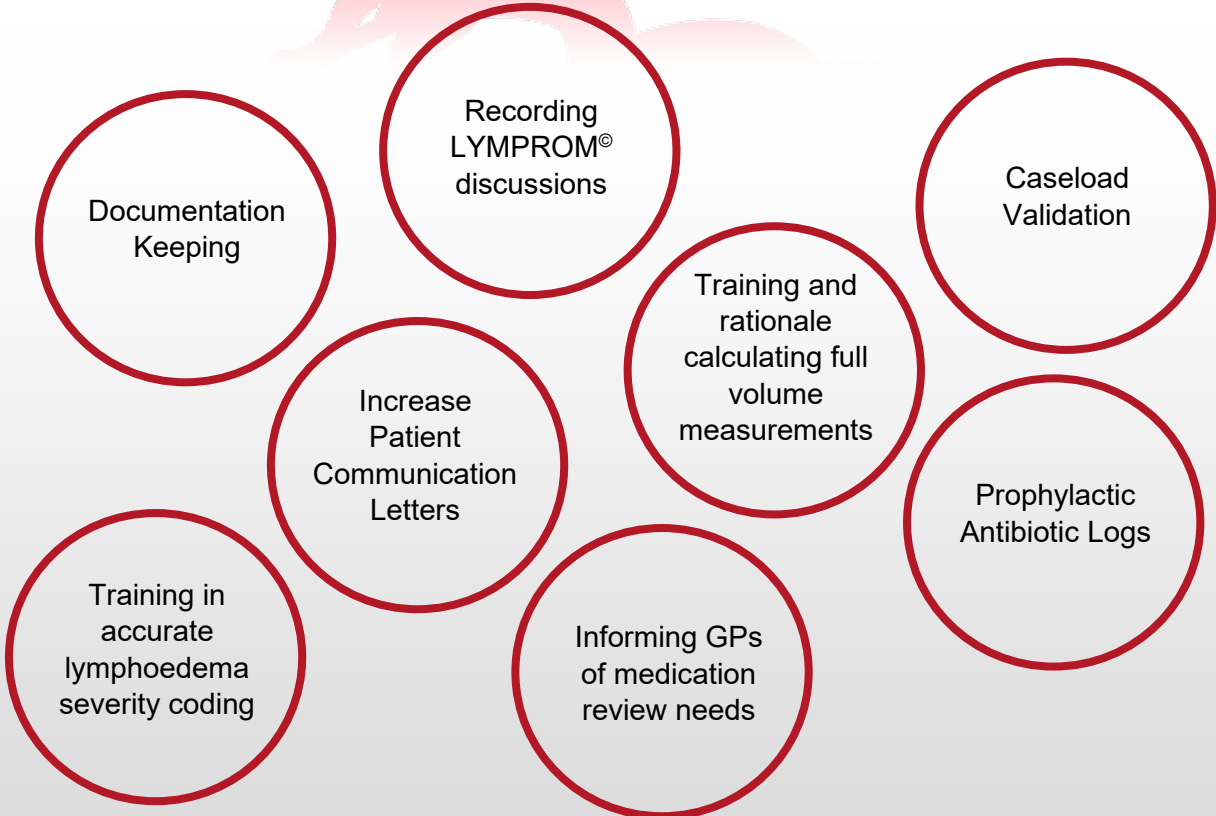 Documentation
Keeping
Recording
LYMPROM©
discussions
Caseload
Validation
Training and
rationale
calculating full
volume
measurements
Increase
Patient
Communication
Letters
Prophylactic
Antibiotic Logs
Training in
accurate
lymphoedema
severity coding
Informing GPs
of medication
review needs